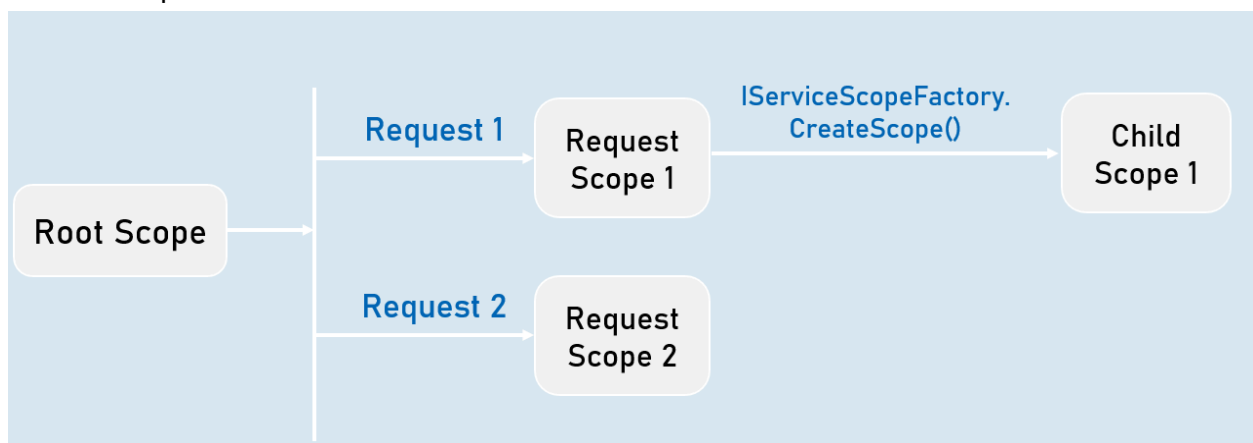 Root Scope
Request 1
Request
Scope 1
IServiceScopeFactory.
CreateScope()
Child
Scope 1
Request 2
Request
Scope 2